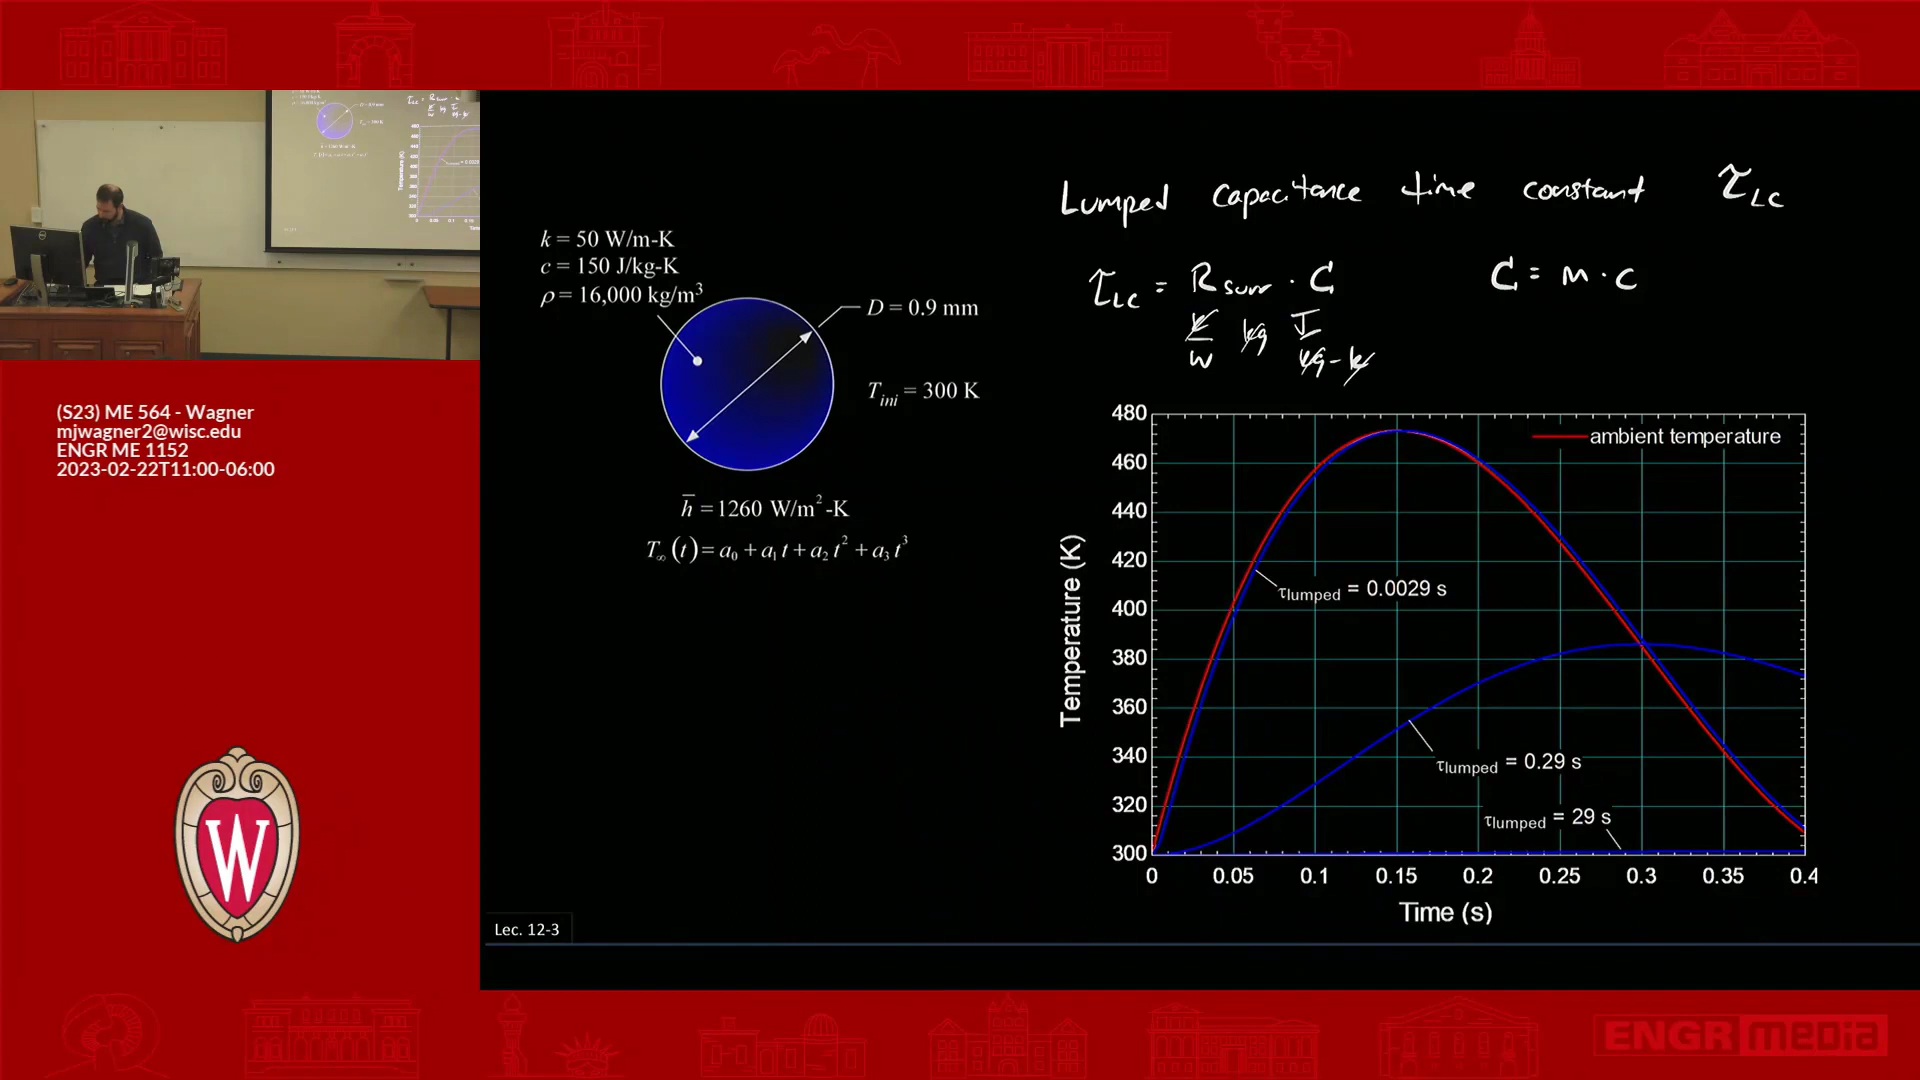 (S23) ME 564 - Wagner
mjwagner2@wisc.edu
ENGR ME 1152
2023-02-22T11:00-06:00
W
k = 50 W/m-K
c = 150 J/kg-K
ρ = 16,000 kg/m³
D = 0.9 mm
T_ini = 300 K
h̅ = 1260 W/m²-K
T_∞(t) = a₀ + a₁ t + a₂ t² + a₃ t³
Lec. 12-3
Lumped capacitance time constant τ_LC
τ_LC = R_surr · C
C = m · c
K/W kg J/kg-K
480
460
440
420
400
380
360
340
320
300
Temperature (K)
ambient temperature
τlumped = 0.0029 s
τlumped = 0.29 s
τlumped = 29 s
0 0.05 0.1 0.15 0.2 0.25 0.3 0.35 0.4
Time (s)
ENGR media